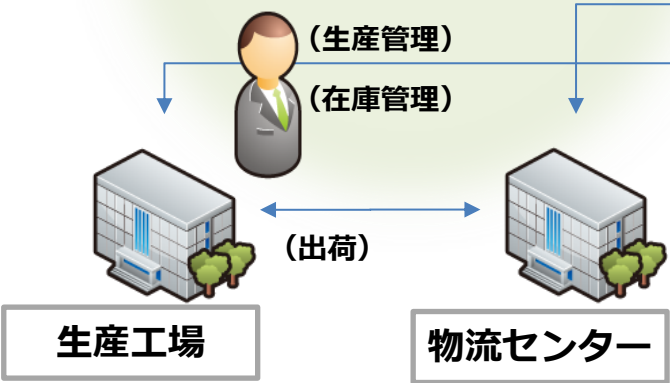 （生産管理）
（在庫管理）
（出荷）
生産工場
物流センター